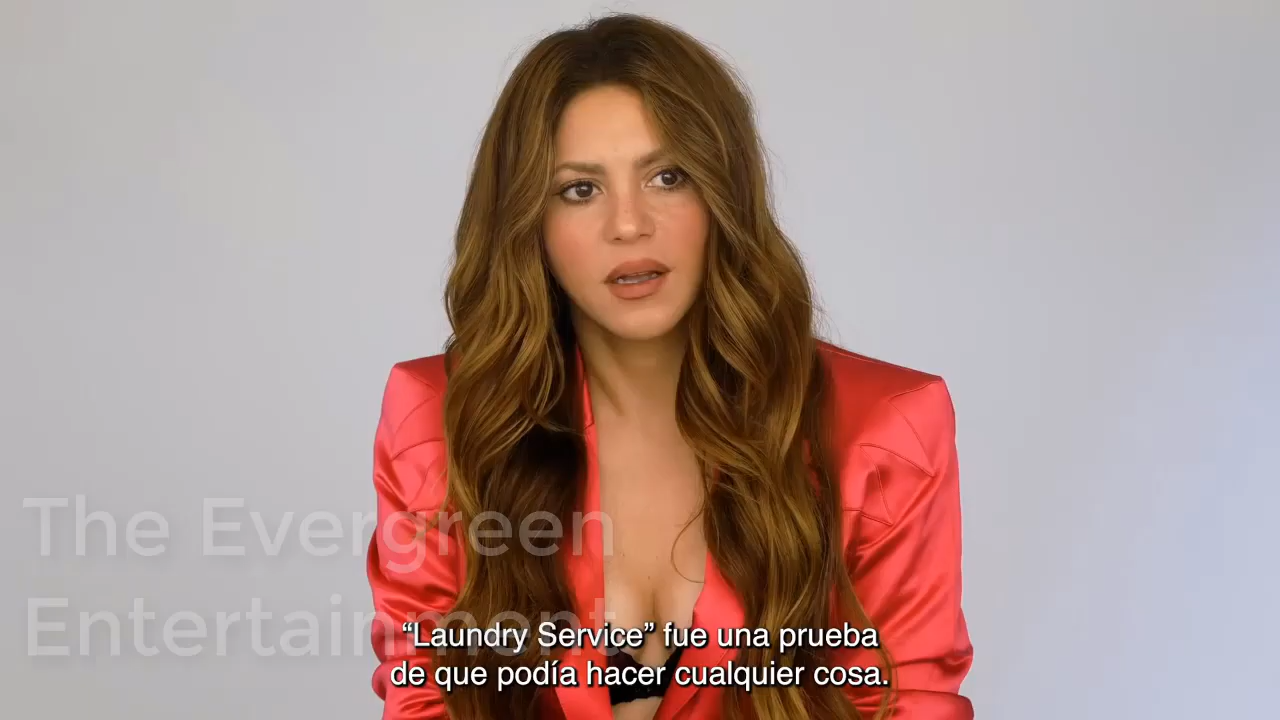 The Evergreen
Entertainment
“Laundry Service” fue una prueba
de que podía hacer cualquier cosa.